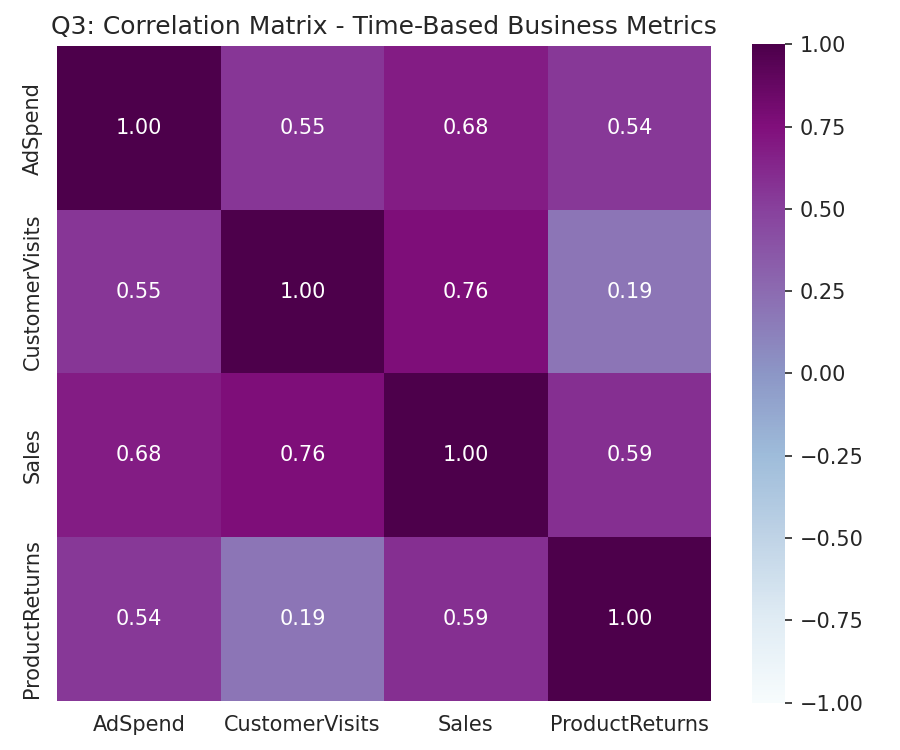 Q3: Correlation Matrix - Time-Based Business Metrics
AdSpend
1.00 0.55 0.68 0.54
CustomerVisits
0.55 1.00 0.76 0.19
Sales
0.68 0.76 1.00 0.59
ProductReturns
0.54 0.19 0.59 1.00
AdSpend CustomerVisits Sales ProductReturns
1.00
0.75
0.50
0.25
0.00
−0.25
−0.50
−0.75
−1.00